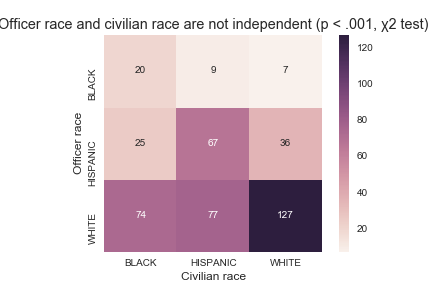 Officer race and civilian race are not independent (p < .001, χ2 test)
BLACK
HISPANIC
WHITE
Officer race
20 9 7
25 67 36
74 77 127
BLACK HISPANIC WHITE
Civilian race
120
100
80
60
40
20